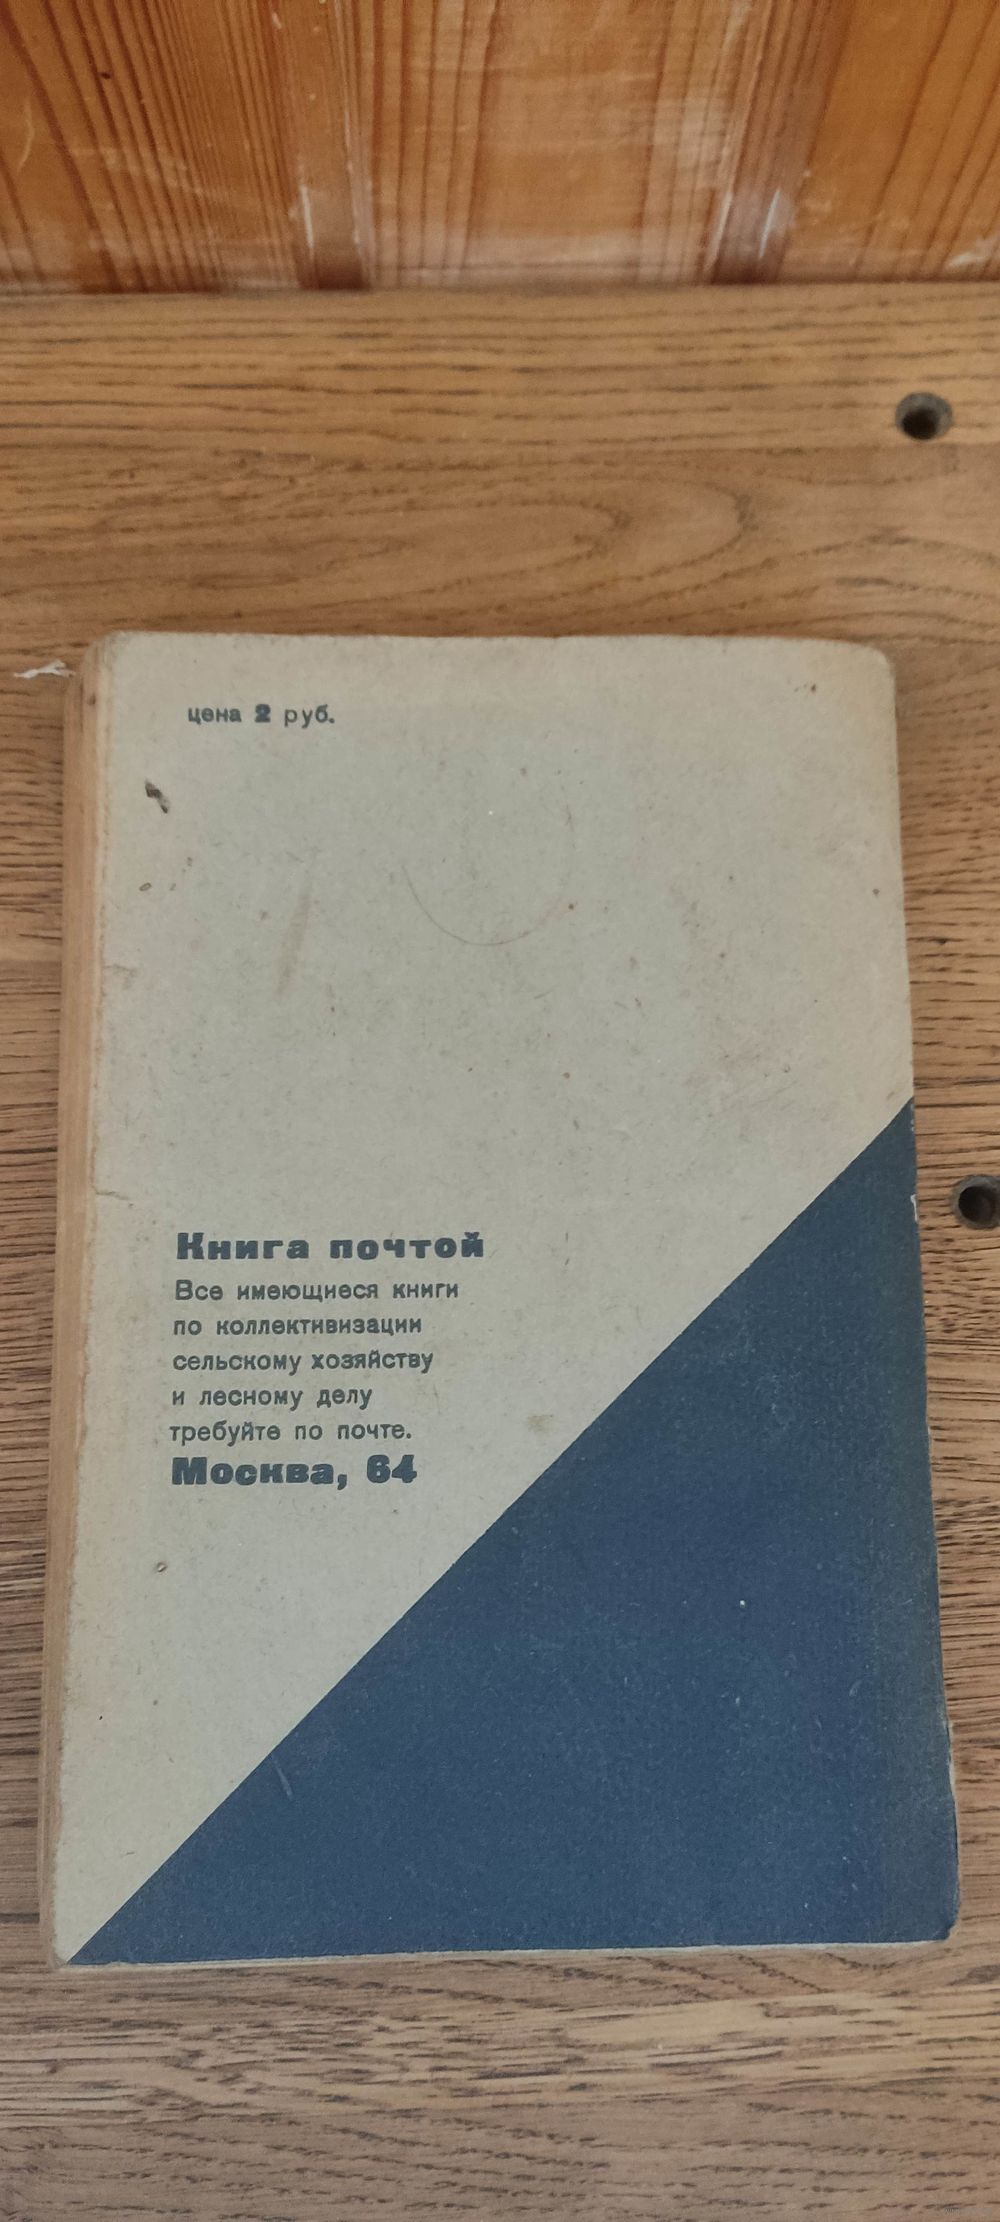 цена 2 руб.
Книга почтой
Все имеющиеся книги
по коллективизации
сельскому хозяйству
и лесному делу
требуйте по почте.
Москва, 64